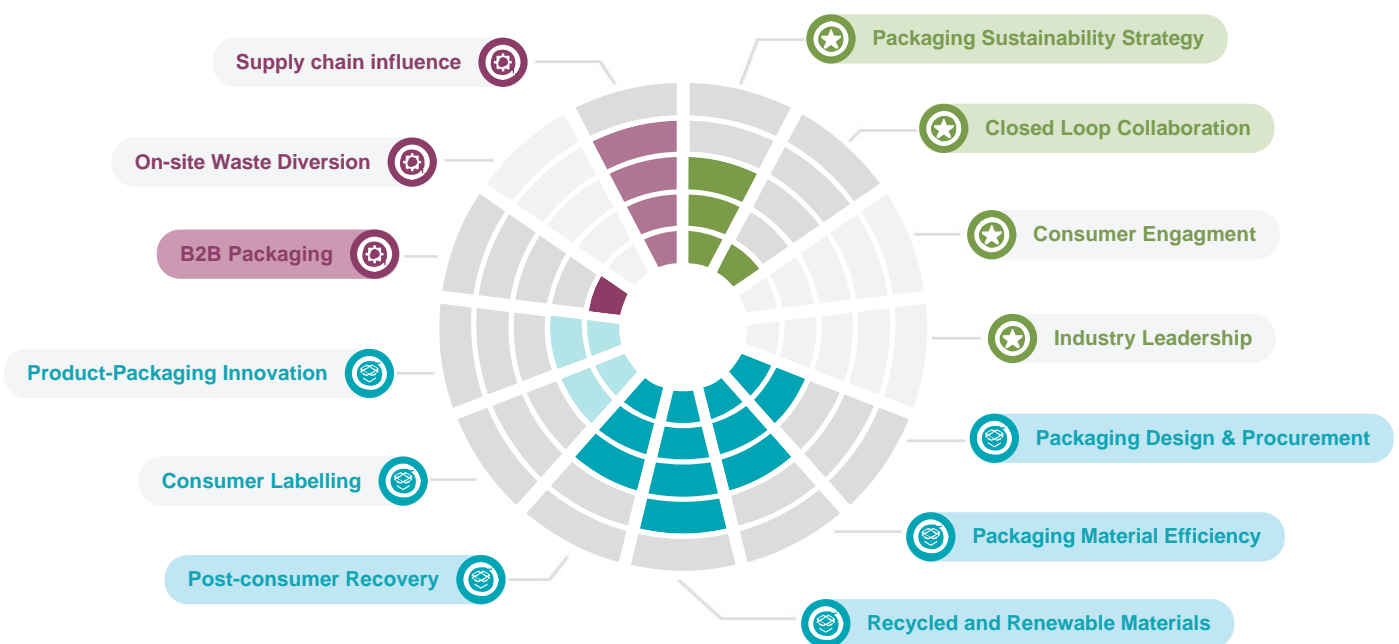 Supply chain influence
On-site Waste Diversion
B2B Packaging
Product-Packaging Innovation
Consumer Labelling
Post-consumer Recovery
Packaging Sustainability Strategy
Closed Loop Collaboration
Consumer Engagment
Industry Leadership
Packaging Design & Procurement
Packaging Material Efficiency
Recycled and Renewable Materials